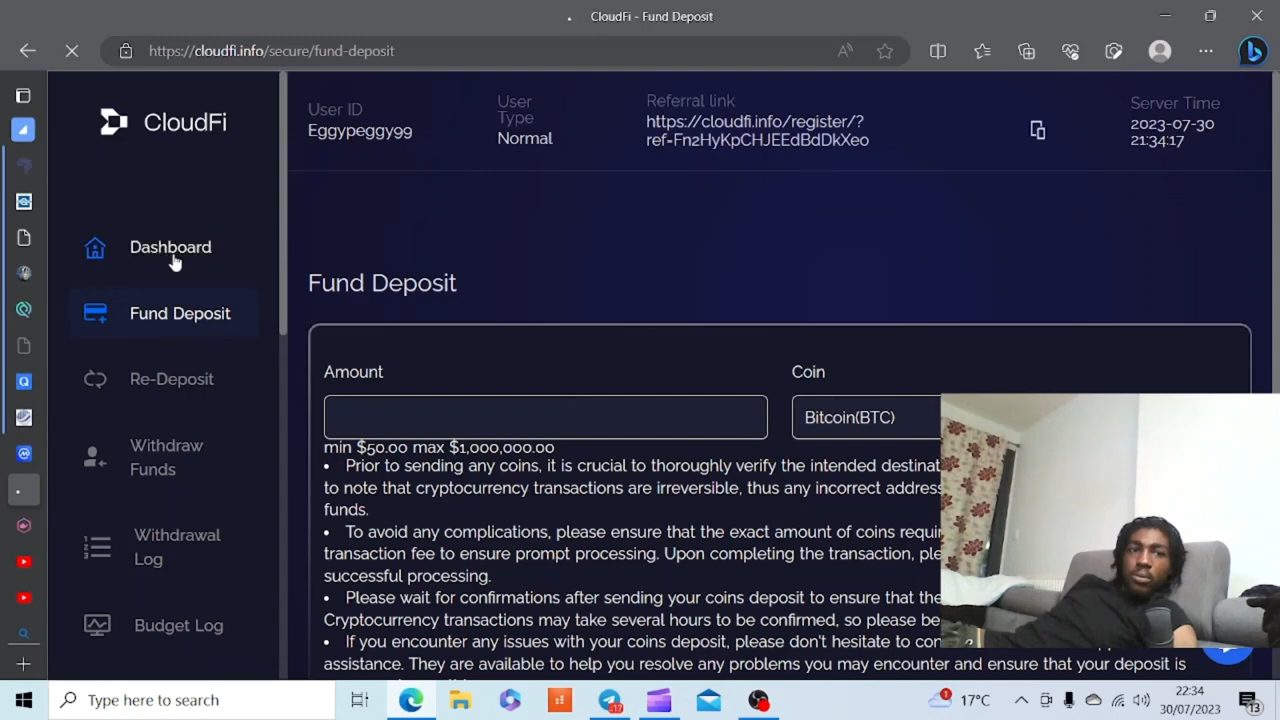 CloudFi - Fund Deposit
https://cloudfi.info/secure/fund-deposit
CloudFi
User ID
Eggypeggy99
User
Type
Normal
Referral link
https://cloudfi.info/register/?
ref=Fn2HyKpCHJEEdBdDkXeo
Server Time
2023-07-30
21:34:17
Dashboard
Fund Deposit
Re-Deposit
Withdraw
Funds
Withdrawal
Log
Budget Log
Fund Deposit
Amount
Coin
Bitcoin(BTC)
min $50.00 max $1,000,000.00
• Prior to sending any coins, it is crucial to thoroughly verify the intended
to note that cryptocurrency transactions are irreversible, thus any incorrect
funds.
• To avoid any complications, please ensure that the exact amount of coins
transaction fee to ensure prompt processing. Upon completing the transaction,
successful processing.
• Please wait for confirmations after sending your coins deposit to ensure that
Cryptocurrency transactions may take several hours to be confirmed, so please be
• If you encounter any issues with your coins deposit, please don't hesitate to
assistance. They are available to help you resolve any problems you may encounter and ensure that your deposit is
Type here to search
17
1
17°C
22:34
30/07/2023
13